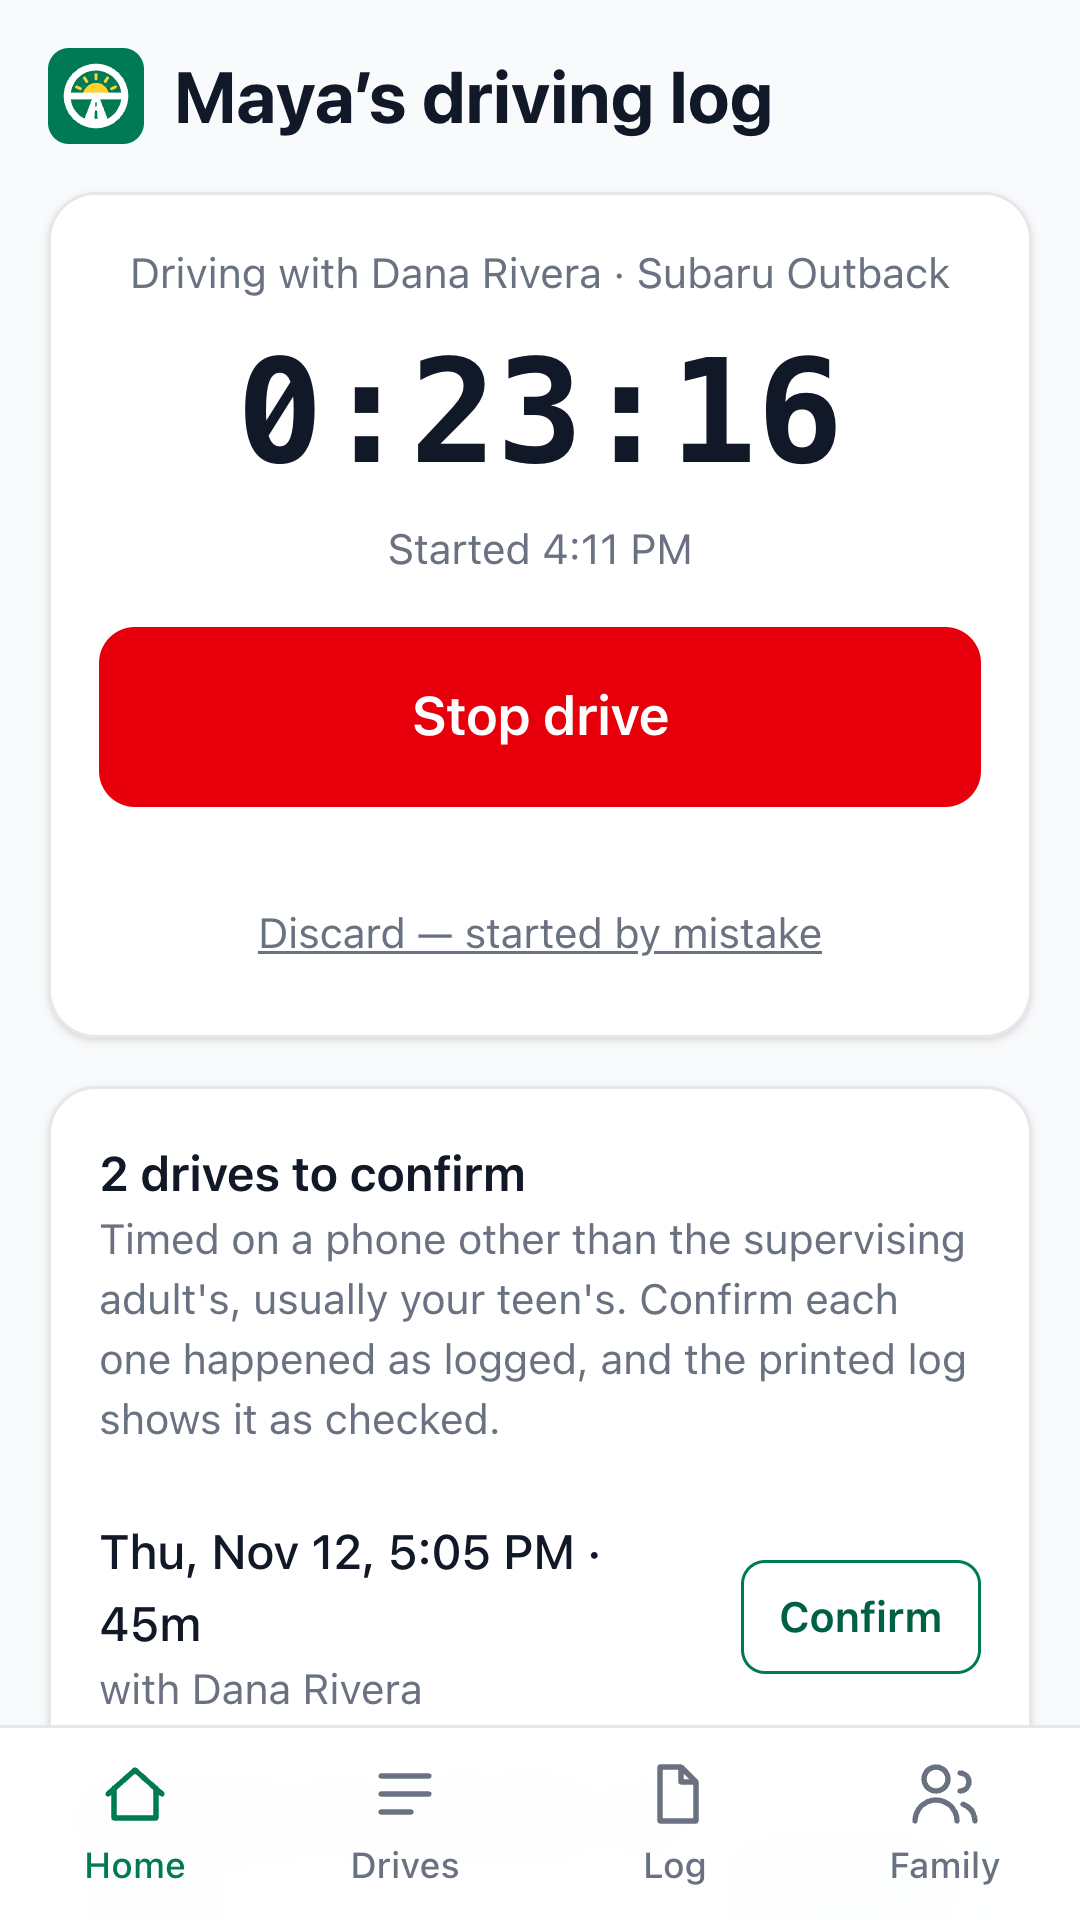 Maya’s driving log
Driving with Dana Rivera · Subaru Outback
0:23:16
Started 4:11 PM
Stop drive
Discard — started by mistake
2 drives to confirm
Timed on a phone other than the supervising
adult's, usually your teen's. Confirm each
one happened as logged, and the printed log
shows it as checked.
Thu, Nov 12, 5:05 PM ·
45m
with Dana Rivera
Confirm
Home
Drives
Log
Family